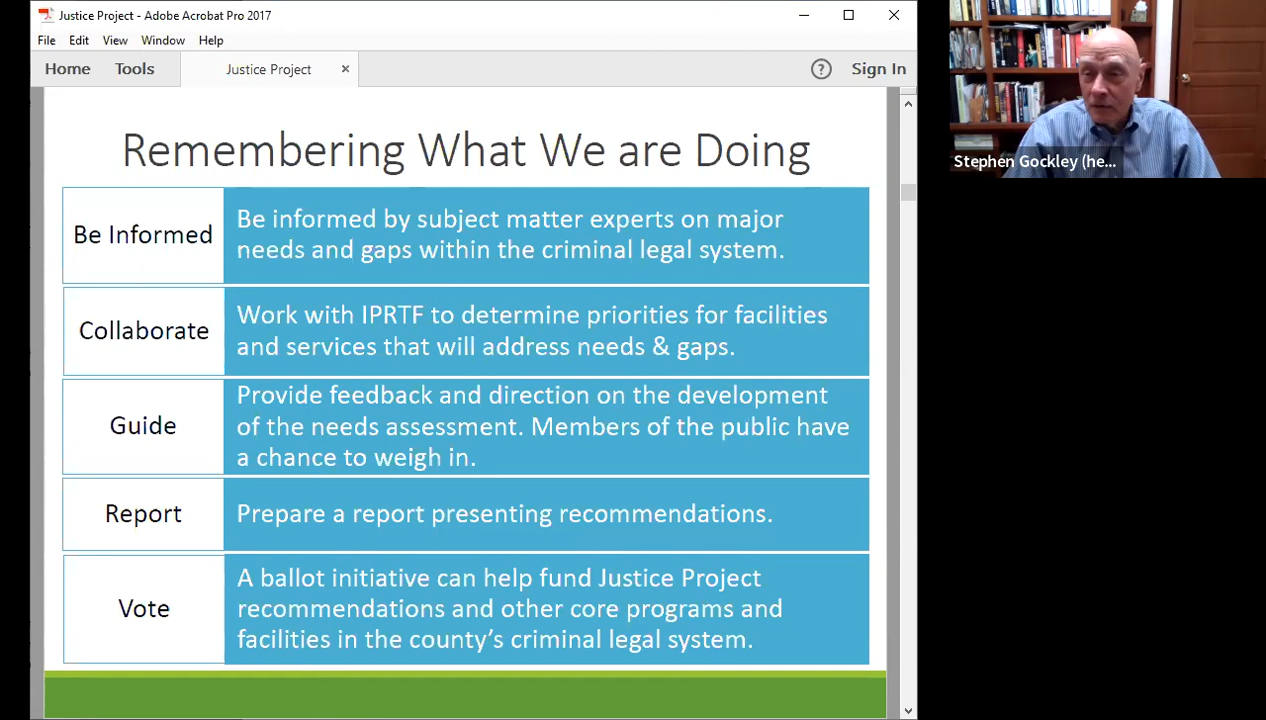 Justice Project - Adobe Acrobat Pro 2017
File Edit View Window Help
Home Tools Justice Project × ? Sign In
Remembering What We are Doing
Be Informed
Be informed by subject matter experts on major
needs and gaps within the criminal legal system.
Collaborate
Work with IPRTF to determine priorities for facilities
and services that will address needs & gaps.
Guide
Provide feedback and direction on the development
of the needs assessment. Members of the public have
a chance to weigh in.
Report
Prepare a report presenting recommendations.
Vote
A ballot initiative can help fund Justice Project
recommendations and other core programs and
facilities in the county’s criminal legal system.
Stephen Gockley (he...